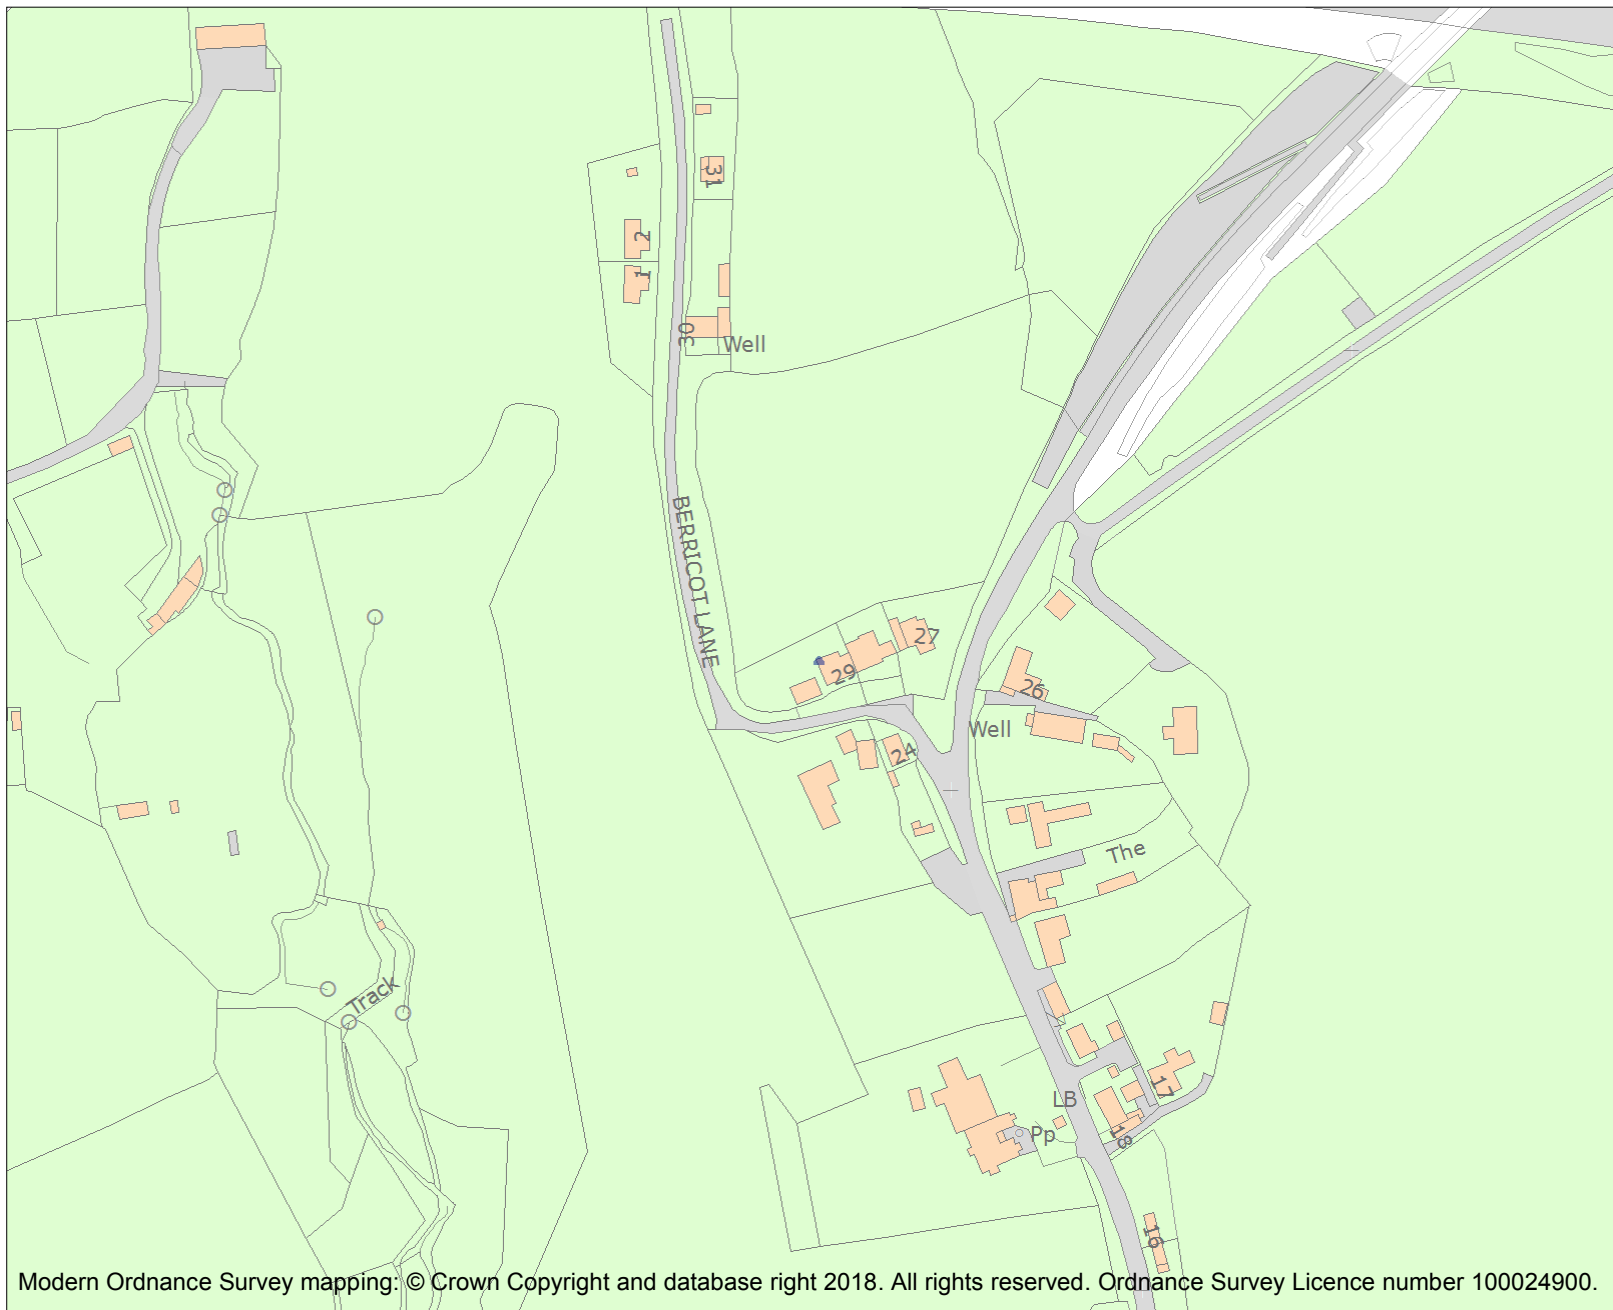 31
2
1
30
Well
BERRICOT LANE
27
29
26
Well
24
The
Track
17
LB
Pp
18
16
Modern Ordnance Survey mapping: © Crown Copyright and database right 2018. All rights reserved. Ordnance Survey Licence number 100024900.